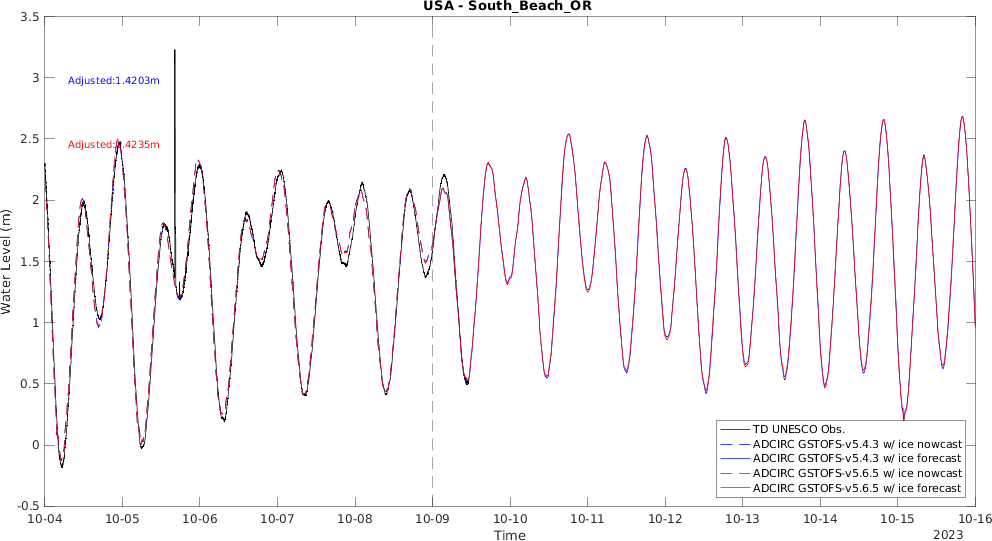 USA - South_Beach_OR
3.5
3
2.5
2
1.5
1
0.5
0
-0.5
Water Level (m)
Adjusted:1.4203m
Adjusted:1.4235m
10-04 10-05 10-06 10-07 10-08 10-09 10-10 10-11 10-12 10-13 10-14 10-15 10-16
2023
Time
TD UNESCO Obs.
ADCIRC GSTOFS-v5.4.3 w/ ice nowcast
ADCIRC GSTOFS-v5.4.3 w/ ice forecast
ADCIRC GSTOFS-v5.6.5 w/ ice nowcast
ADCIRC GSTOFS-v5.6.5 w/ ice forecast